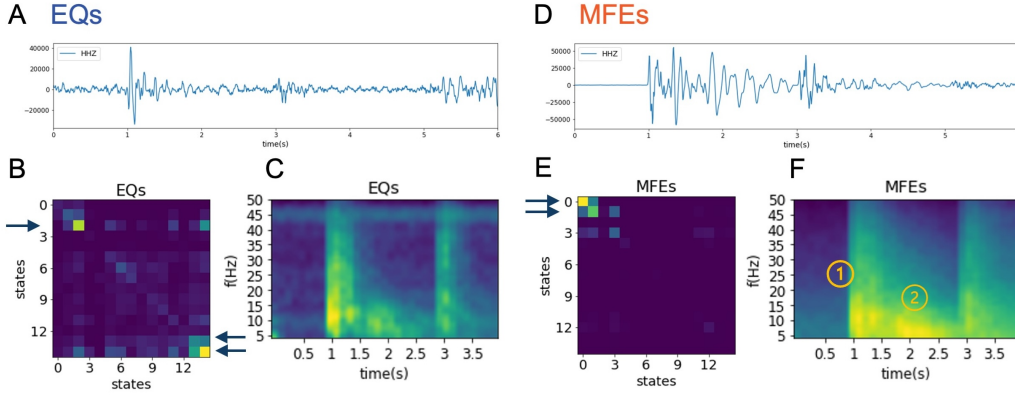 A EQs
HHZ
40000
20000
0
−20000
0 1 2 3 4 5 6
time(s)
B
EQs
0
3
6
9
12
states
0 3 6 9 12
states
C
EQs
50
45
40
35
30
25
20
15
10
5
f(Hz)
0.5 1 1.5 2 2.5 3 3.5
time(s)
D MFEs
HHZ
50000
25000
0
−25000
−50000
0 1 2 3 4 5
time(s)
E
MFEs
0
3
6
9
12
states
0 3 6 9 12
states
F
MFEs
50
45
40
35
30
25
20
15
10
5
f(Hz)
1
2
0.5 1 1.5 2 2.5 3 3.5
time(s)